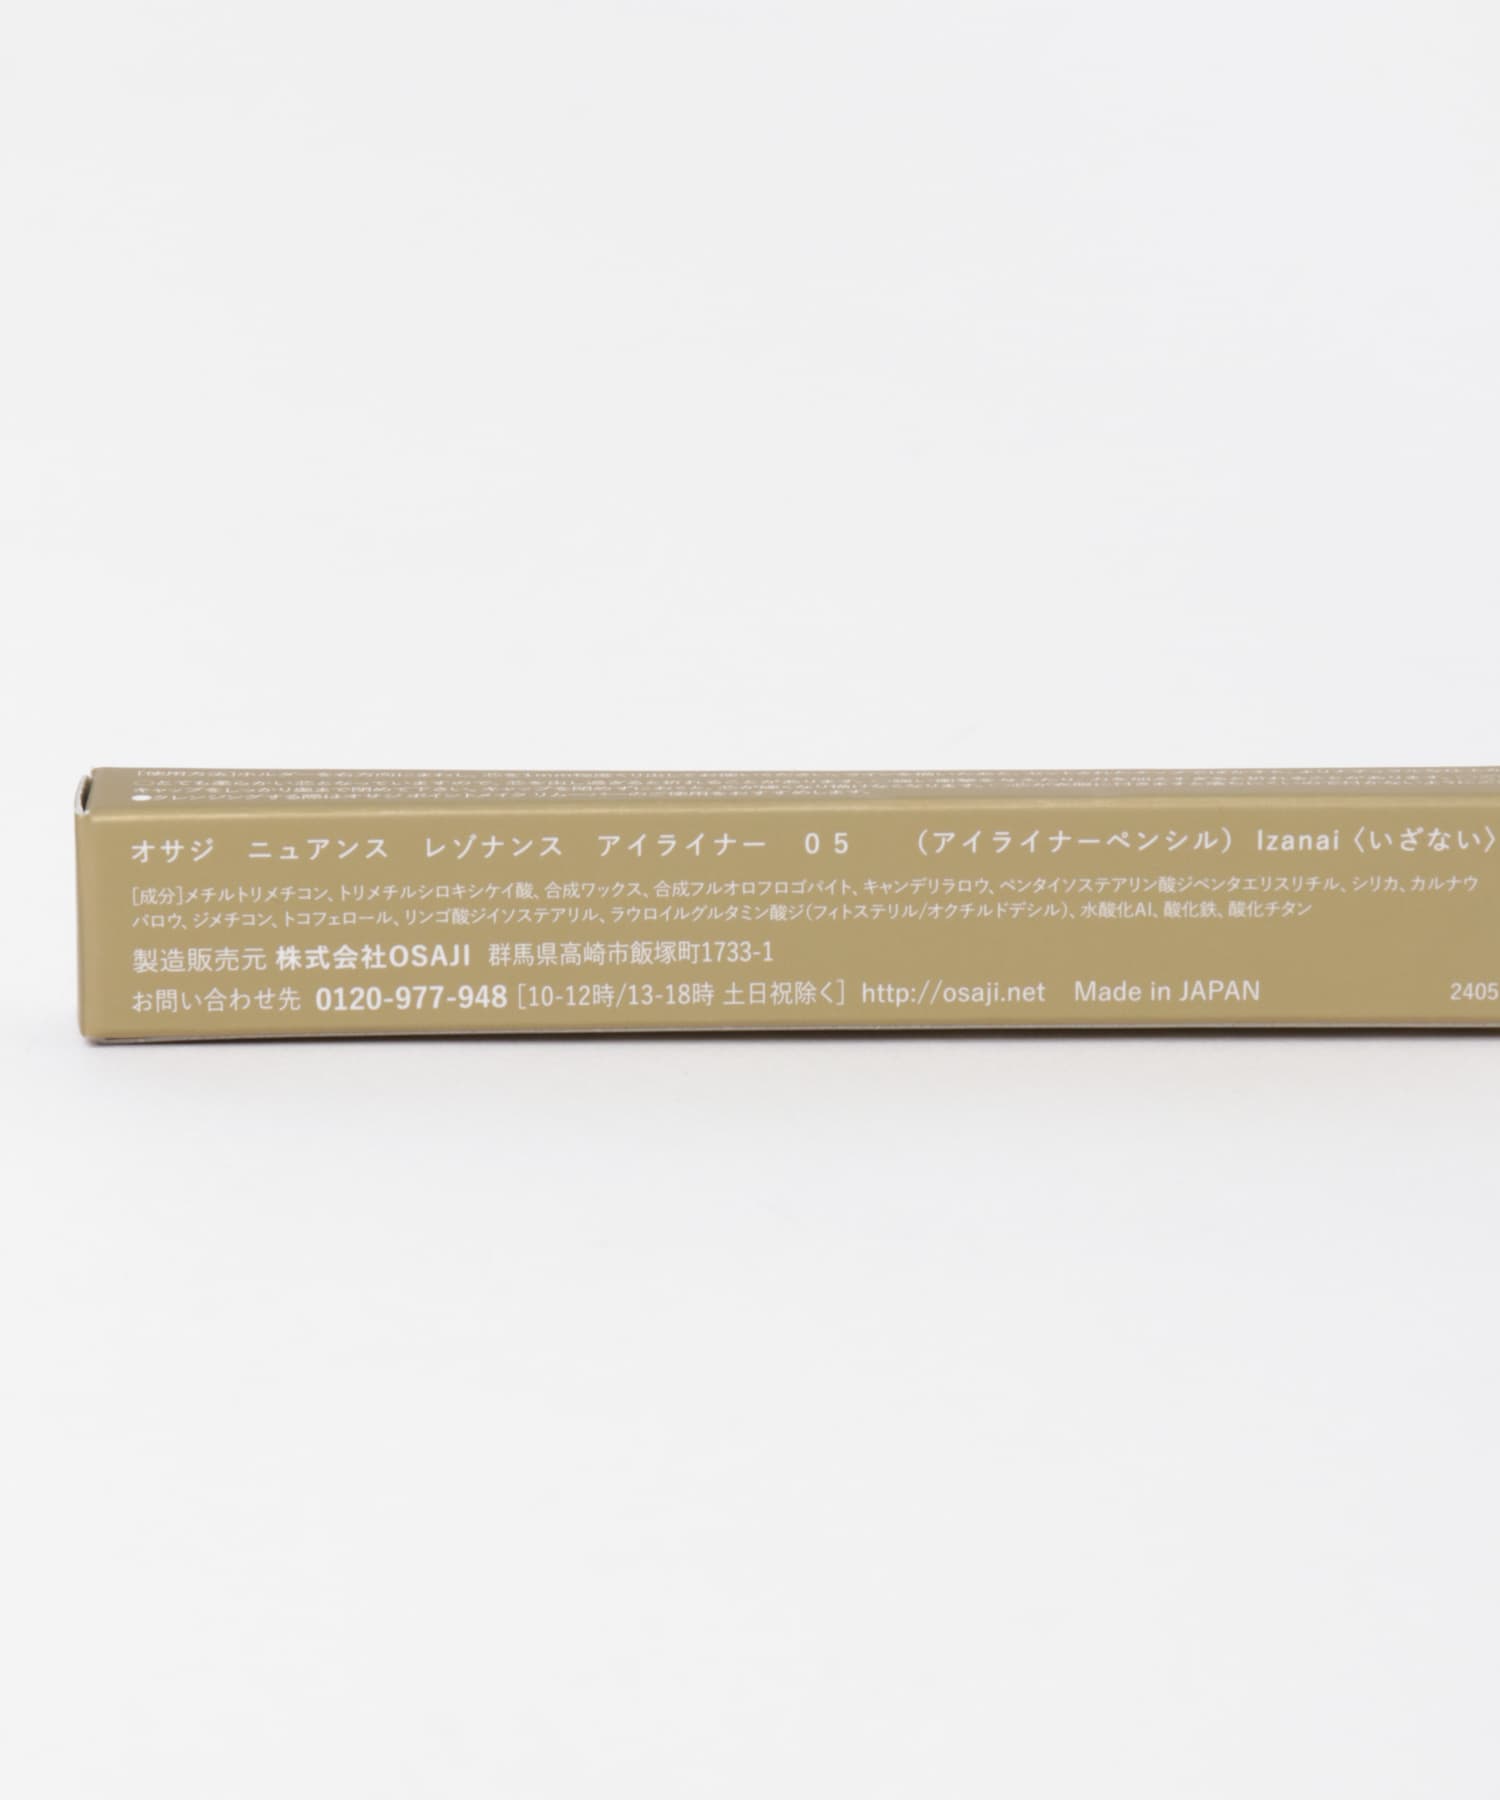 オサジ　ニュアンス　レゾナンス　アイライナー　０５　（アイライナーペンシル） Izanai〈いざない〉
［成分］メチルトリメチコン、トリメチルシロキシケイ酸、合成ワックス、合成フルオロフロゴパイト、キャンデリラロウ、ペンタイソステアリン酸ジペンタエリスリチル、シリカ、カルナウ
バロウ、ジメチコン、トコフェロール、リンゴ酸ジイソステアリル、ラウロイルグルタミン酸ジ（フィトステリル/オクチルドデシル）、水酸化Al、酸化鉄、酸化チタン
製造販売元 株式会社OSAJI 群馬県高崎市飯塚町1733-1
お問い合わせ先 0120-977-948［10-12時/13-18時 土日祝除く］ http://osaji.net Made in JAPAN 2405